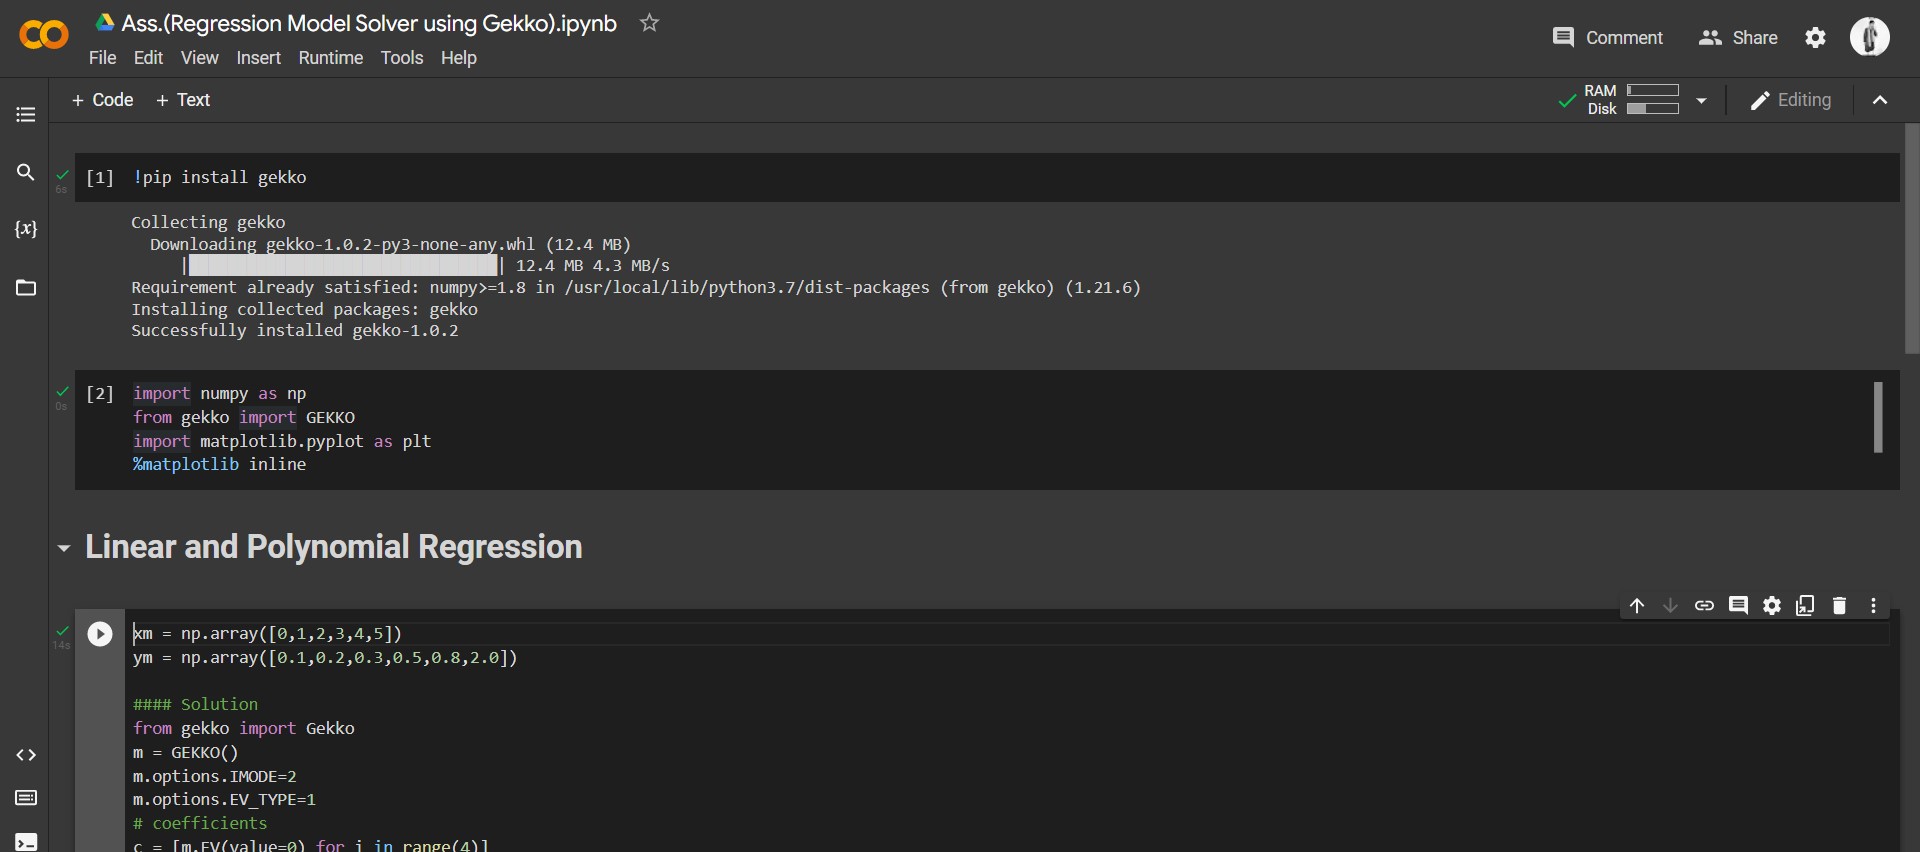 Ass.(Regression Model Solver using Gekko).ipynb
File Edit View Insert Runtime Tools Help
Comment Share
+ Code + Text
RAM
Disk
Editing
6s
[1] !pip install gekko
Collecting gekko
Downloading gekko-1.0.2-py3-none-any.whl (12.4 MB)
|████████████████████████████████| 12.4 MB 4.3 MB/s
Requirement already satisfied: numpy>=1.8 in /usr/local/lib/python3.7/dist-packages (from gekko) (1.21.6)
Installing collected packages: gekko
Successfully installed gekko-1.0.2
0s
[2] import numpy as np
from gekko import GEKKO
import matplotlib.pyplot as plt
%matplotlib inline
Linear and Polynomial Regression
14s
xm = np.array([0,1,2,3,4,5])
ym = np.array([0.1,0.2,0.3,0.5,0.8,2.0])
#### Solution
from gekko import Gekko
m = GEKKO()
m.options.IMODE=2
m.options.EV_TYPE=1
# coefficients
c = [m.FV(value=0) for i in range(4)]
{x}